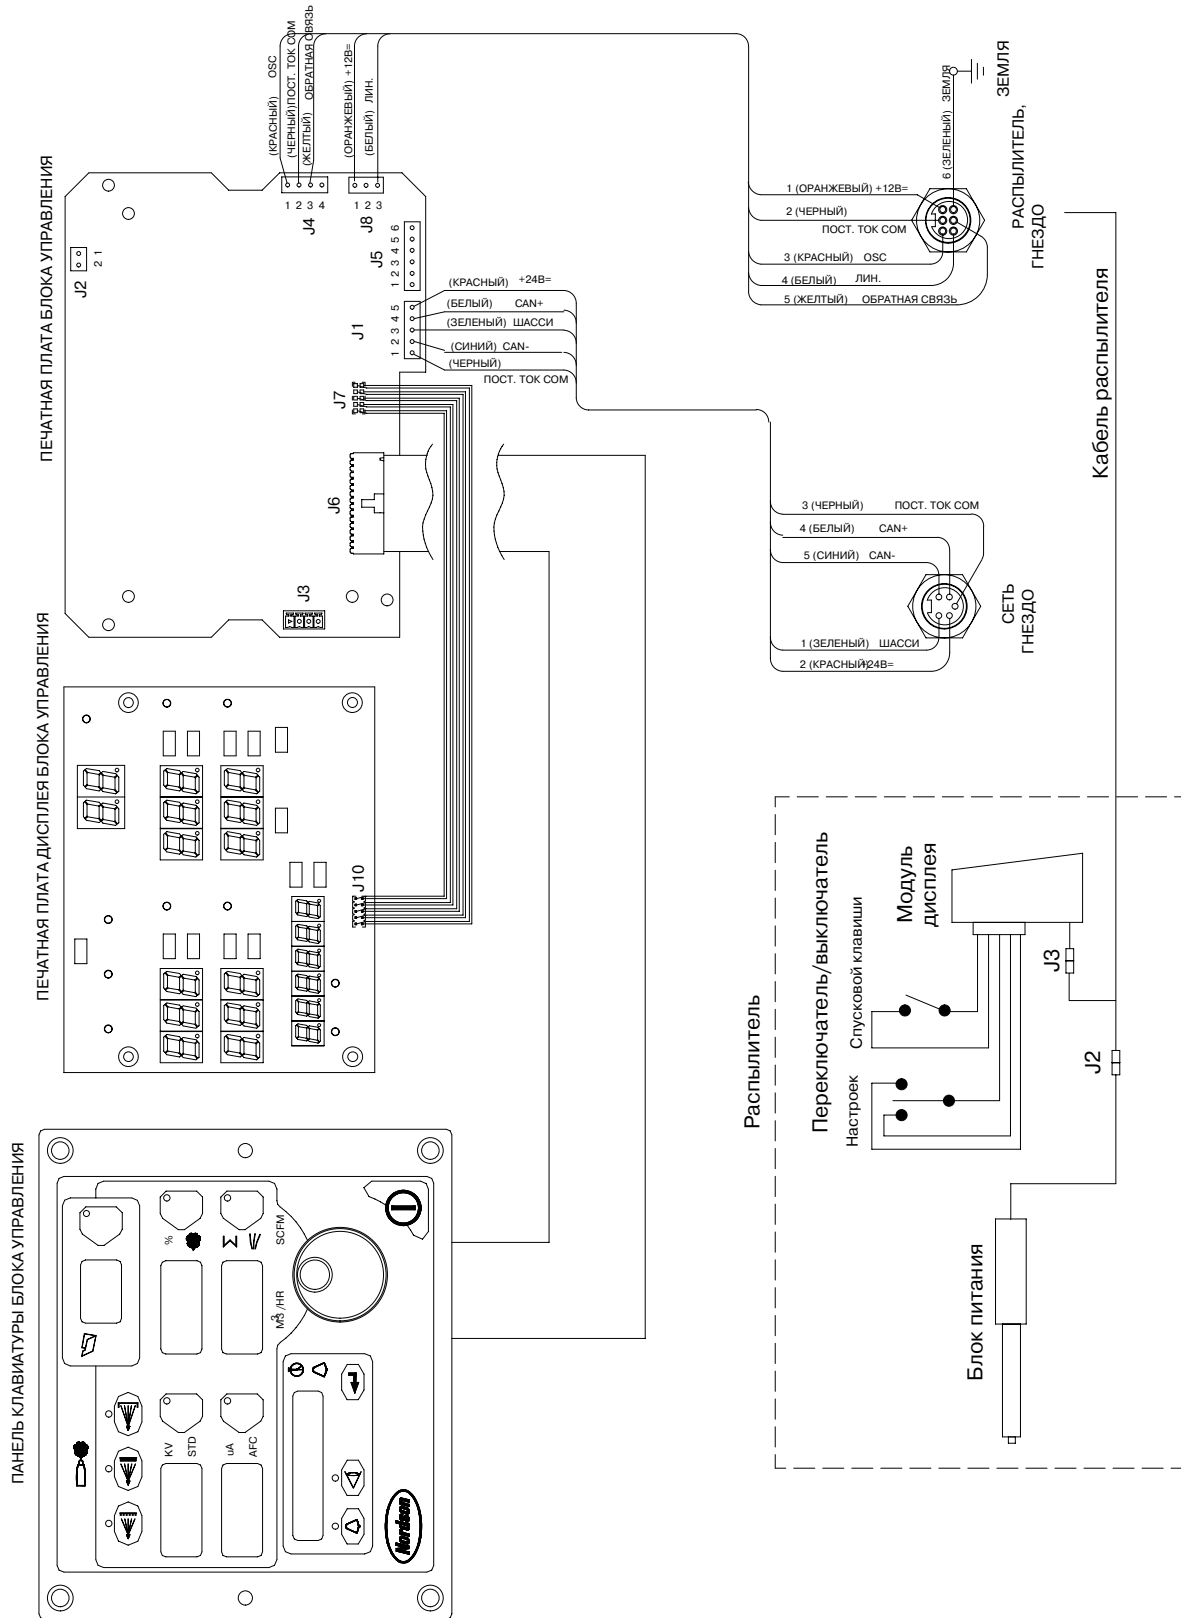 ПАНЕЛЬ КЛАВИАТУРЫ БЛОКА УПРАВЛЕНИЯ
KV
STD
uA
AFC
%
SCFM
M3 /HR
3
Nordson
ПЕЧАТНАЯ ПЛАТА ДИСПЛЕЯ БЛОКА УПРАВЛЕНИЯ
J10
ПЕЧАТНАЯ ПЛАТА БЛОКА УПРАВЛЕНИЯ
J2
2 1
J3
J6
J7
J1
1 2 3 4 5
J5
1 2 3 4 5 6
J4
1 2 3 4
J8
1 2 3
(КРАСНЫЙ) OSC
(ЧЕРНЫЙ)ПОСТ. ТОК COM
(ЖЕЛТЫЙ) ОБРАТНАЯ СВЯЗЬ
(ОРАНЖЕВЫЙ) +12В=
(БЕЛЫЙ) ЛИН.
(КРАСНЫЙ) +24В=
(БЕЛЫЙ) CAN+
(ЗЕЛЕНЫЙ) ШАССИ
(СИНИЙ) CAN-
(ЧЕРНЫЙ)
ПОСТ. ТОК COM
1 (ОРАНЖЕВЫЙ) +12В=
2 (ЧЕРНЫЙ)
ПОСТ. ТОК COM
3 (КРАСНЫЙ) OSC
4 (БЕЛЫЙ) ЛИН.
5 (ЖЕЛТЫЙ) ОБРАТНАЯ СВЯЗЬ
6 (ЗЕЛЕНЫЙ) ЗЕМЛЯ
ЗЕМЛЯ
РАСПЫЛИТЕЛЬ,
ГНЕЗДО
3 (ЧЕРНЫЙ) ПОСТ. ТОК COM
4 (БЕЛЫЙ) CAN+
5 (СИНИЙ) CAN-
1 (ЗЕЛЕНЫЙ) ШАССИ
2 (КРАСНЫЙ)+24В=
СЕТЬ
ГНЕЗДО
Кабель распылителя
Распылитель
Переключатель/выключатель
Настроек
Спусковой клавиши
Модуль
дисплея
J3
J2
Блок питания